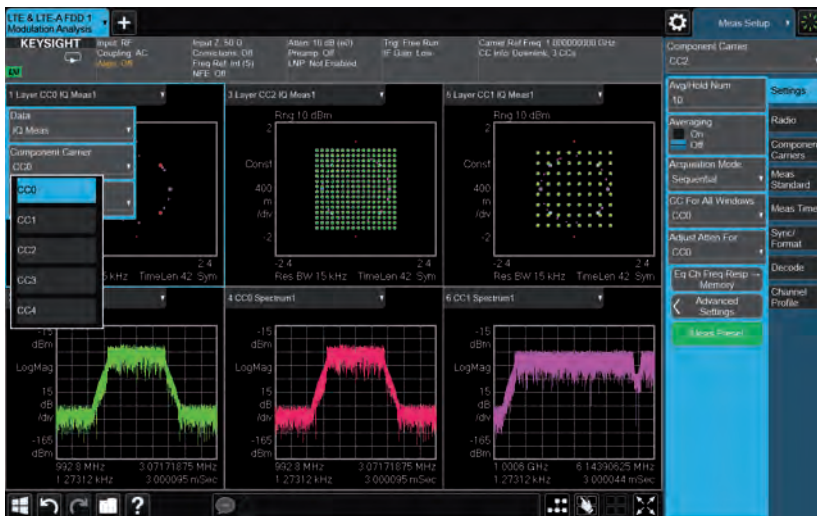 LTE & LTE-A FDD 1
Modulation Analysis
KEYSIGHT
LV
Input: RF
Coupling: AC
Align: Off
Input Z: 50 Ω
Corrections: Off
Freq Ref: Int (S)
NFE: Off
Atten: 10 dB (m0)
Preamp: Off
LNP: Not Enabled
Trig: Free Run
IF Gain: Low
Carrier Ref Freq: 1.000000000 GHz
CC Info: Downlink, 3 CCs
1 Layer CC0 IQ Meas1
Data
IQ Meas
Component Carrier
CC0
CC0
CC1
CC2
CC3
CC4
2.4
5 kHz TimeLen 42 Sym
3 Layer CC2 IQ Meas1
Rng 10 dBm
2
Const
400
m
/div
-2
-2.4
2.4
Res BW 15 kHz TimeLen 42 Sym
5 Layer CC1 IQ Meas1
Rng 10 dBm
2
Const
400
m
/div
-2
-2.4
2.4
Res BW 15 kHz TimeLen 42 Sym
-15
dBm
LogMag
15
dB
/div
-165
dBm
992.8 MHz
3.07171875 MHz
1.27312 kHz
3.000095 mSec
4 CC0 Spectrum1
-15
dBm
LogMag
15
dB
/div
-165
dBm
992.8 MHz
3.07171875 MHz
1.27312 kHz
3.000095 mSec
6 CC1 Spectrum1
-15
dBm
LogMag
15
dB
/div
-165
dBm
1.0006 GHz
6.14390625 MHz
1.27312 kHz
3.000044 mSec
?
Meas Setup
Component Carrier
CC2
Avg/Hold Num
10
Averaging
On
Off
Acquisition Mode
Sequential
CC For All Windows
CC0
Adjust Atten For
CC0
Eq Ch Freq Resp →
Memory
Advanced
Settings
Meas Preset
Settings
Radio
Component
Carriers
Meas
Standard
Meas Time
Sync/
Format
Decode
Channel
Profile